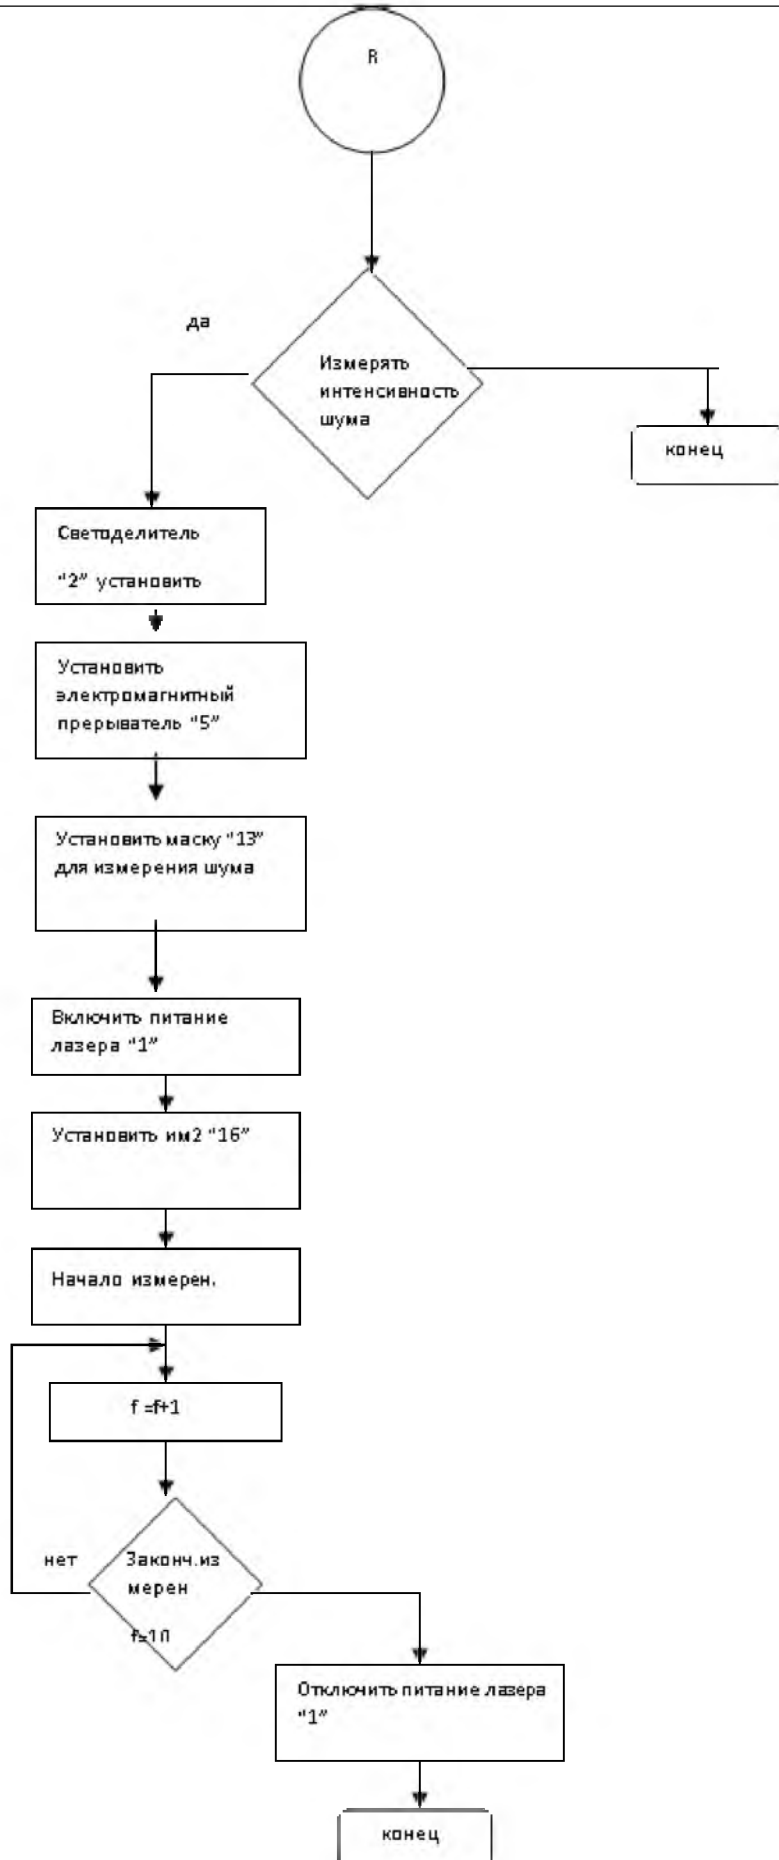 R
да
Измерять
интенсивность
шума
конец
Светоделитель
"2" установить
Установить
электромагнитный
прерыватель "5"
Установить маску "13"
для измерения шума
Включить питание
лазера "1"
Установить им2 "16"
Начало измерен.
f =f+1
нет
Законч.из
мерен
f=10
Отключить питание лазера
"1"
конец